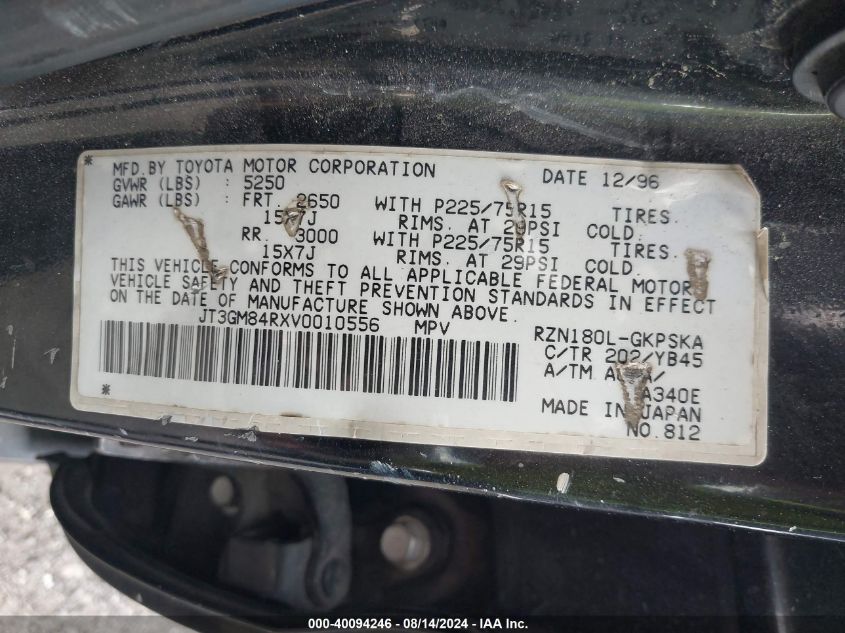 * MFD.BY TOYOTA MOTOR CORPORATION DATE 12/96
GVWR (LBS) : 5250
GAWR (LBS) : FRT. 2650 WITH P225/75R15 TIRES.
15X7J RIMS. AT 29PSI COLD.
RR. 3000 WITH P225/75R15 TIRES.
15X7J RIMS. AT 29PSI COLD.
THIS VEHICLE CONFORMS TO ALL APPLICABLE FEDERAL MOTOR
VEHICLE SAFETY AND THEFT PREVENTION STANDARDS IN EFFECT
ON THE DATE OF MANUFACTURE SHOWN ABOVE.
JT3GM84RXV0010556 MPV RZN180L-GKPSKA
C/TR 202/YB45
A/TM
A340E
* MADE IN JAPAN
NO.812
000-40094246 - 08/14/2024 - IAA Inc.